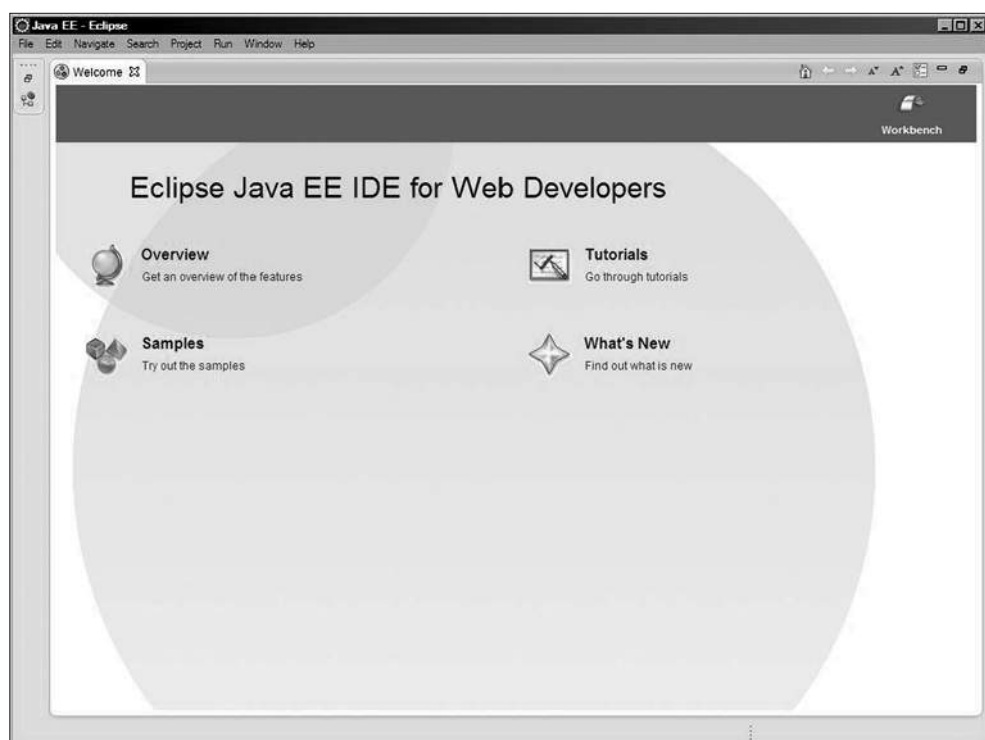 Java EE - Eclipse
File Edit Navigate Search Project Run Window Help
Welcome
Workbench
Eclipse Java EE IDE for Web Developers
Overview
Get an overview of the features
Tutorials
Go through tutorials
Samples
Try out the samples
What's New
Find out what is new